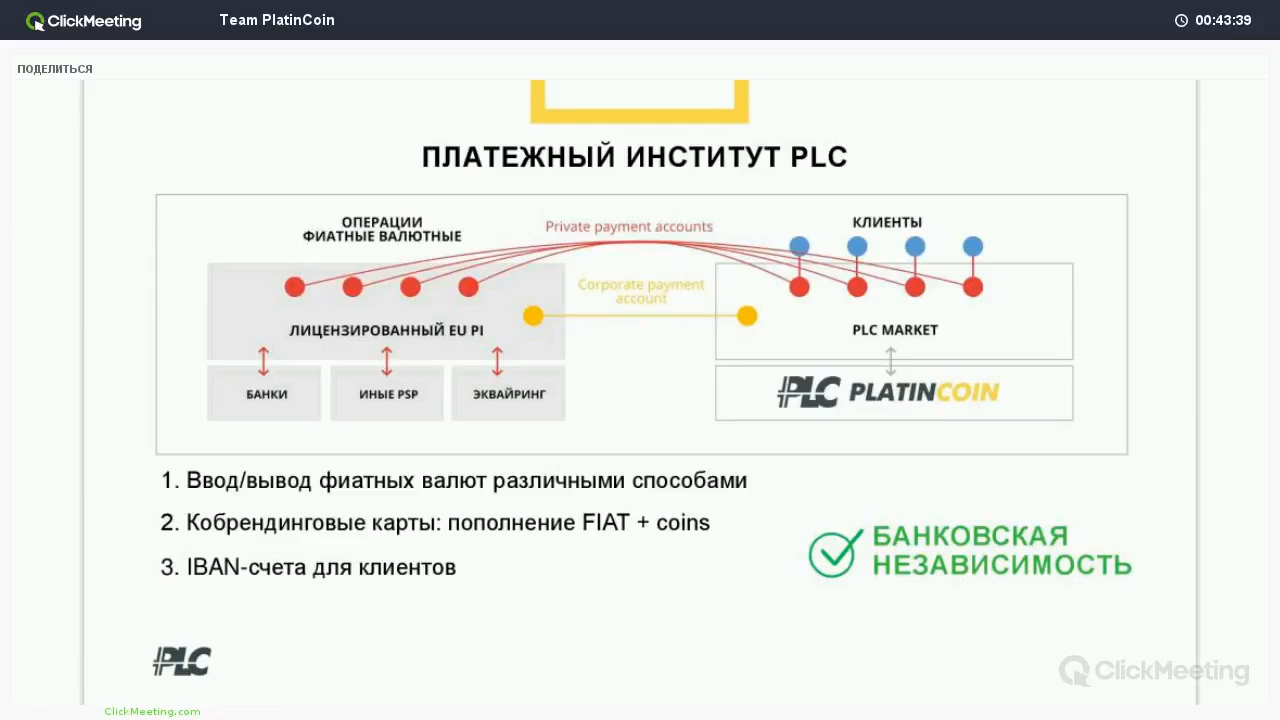 ClickMeeting
Team PlatinCoin
00:43:39
ПОДЕЛИТЬСЯ
ПЛАТЕЖНЫЙ ИНСТИТУТ PLC
ОПЕРАЦИИ
ФИАТНЫЕ ВАЛЮТНЫЕ
Private payment accounts
КЛИЕНТЫ
Corporate payment
account
ЛИЦЕНЗИРОВАННЫЙ EU PI
PLC MARKET
БАНКИ
ИНЫЕ PSP
ЭКВАЙРИНГ
PLC PLATINCOIN
1. Ввод/вывод фиатных валют различными способами
2. Кобрендинговые карты: пополнение FIAT + coins
3. IBAN-счета для клиентов
БАНКОВСКАЯ
НЕЗАВИСИМОСТЬ
PLC
ClickMeeting
ClickMeeting.com